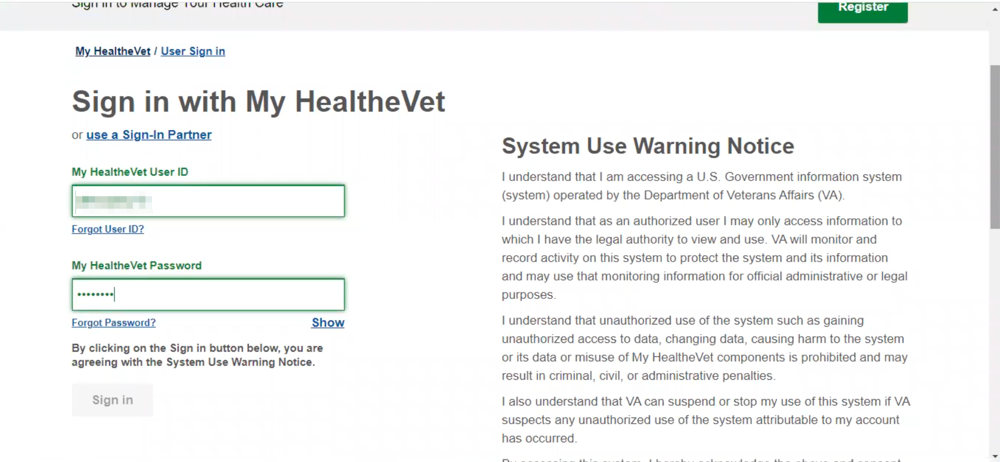 Sign in to Manage Your Health Care
Register
My HealtheVet / User Sign in
Sign in with My HealtheVet
or use a Sign-In Partner
My HealtheVet User ID
Forgot User ID?
My HealtheVet Password
••••••••
Forgot Password?
Show
By clicking on the Sign in button below, you are
agreeing with the System Use Warning Notice.
Sign in
System Use Warning Notice
I understand that I am accessing a U.S. Government information system
(system) operated by the Department of Veterans Affairs (VA).
I understand that as an authorized user I may only access information to
which I have the legal authority to view and use. VA will monitor and
record activity on this system to protect the system and its information
and may use that monitoring information for official administrative or legal
purposes.
I understand that unauthorized use of the system such as gaining
unauthorized access to data, changing data, causing harm to the system
or its data or misuse of My HealtheVet components is prohibited and may
result in criminal, civil, or administrative penalties.
I also understand that VA can suspend or stop my use of this system if VA
suspects any unauthorized use of the system attributable to my account
has occurred.
By accessing this system, I hereby acknowledge the above and consent